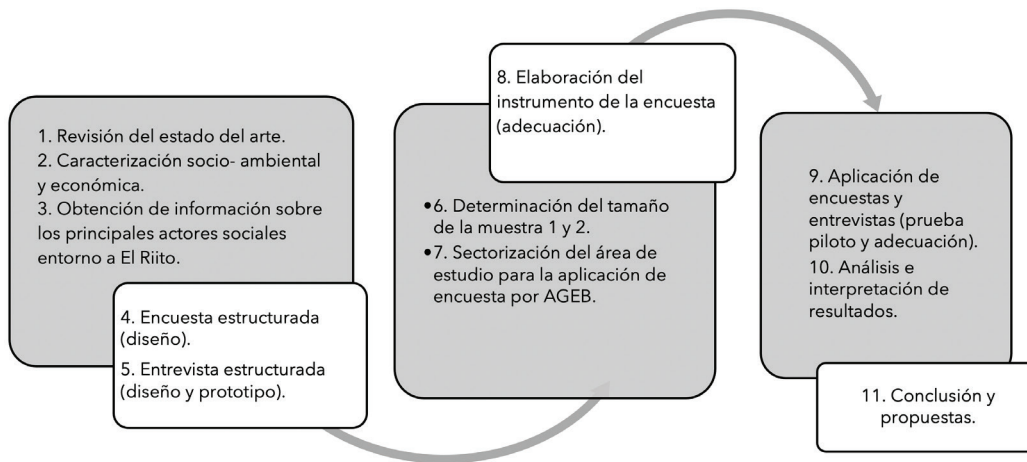 1. Revisión del estado del arte.
2. Caracterización socio- ambiental
y económica.
3. Obtención de información sobre
los principales actores sociales
entorno a El Riito.
4. Encuesta estructurada
(diseño).
5. Entrevista estructurada
(diseño y prototipo).
•6. Determinación del tamaño
de la muestra 1 y 2.
•7. Sectorización del área de
estudio para la aplicación de
encuesta por AGEB.
8. Elaboración del
instrumento de la encuesta
(adecuación).
9. Aplicación de
encuestas y
entrevistas (prueba
piloto y adecuación).
10. Análisis e
interpretación de
resultados.
11. Conclusión y
propuestas.